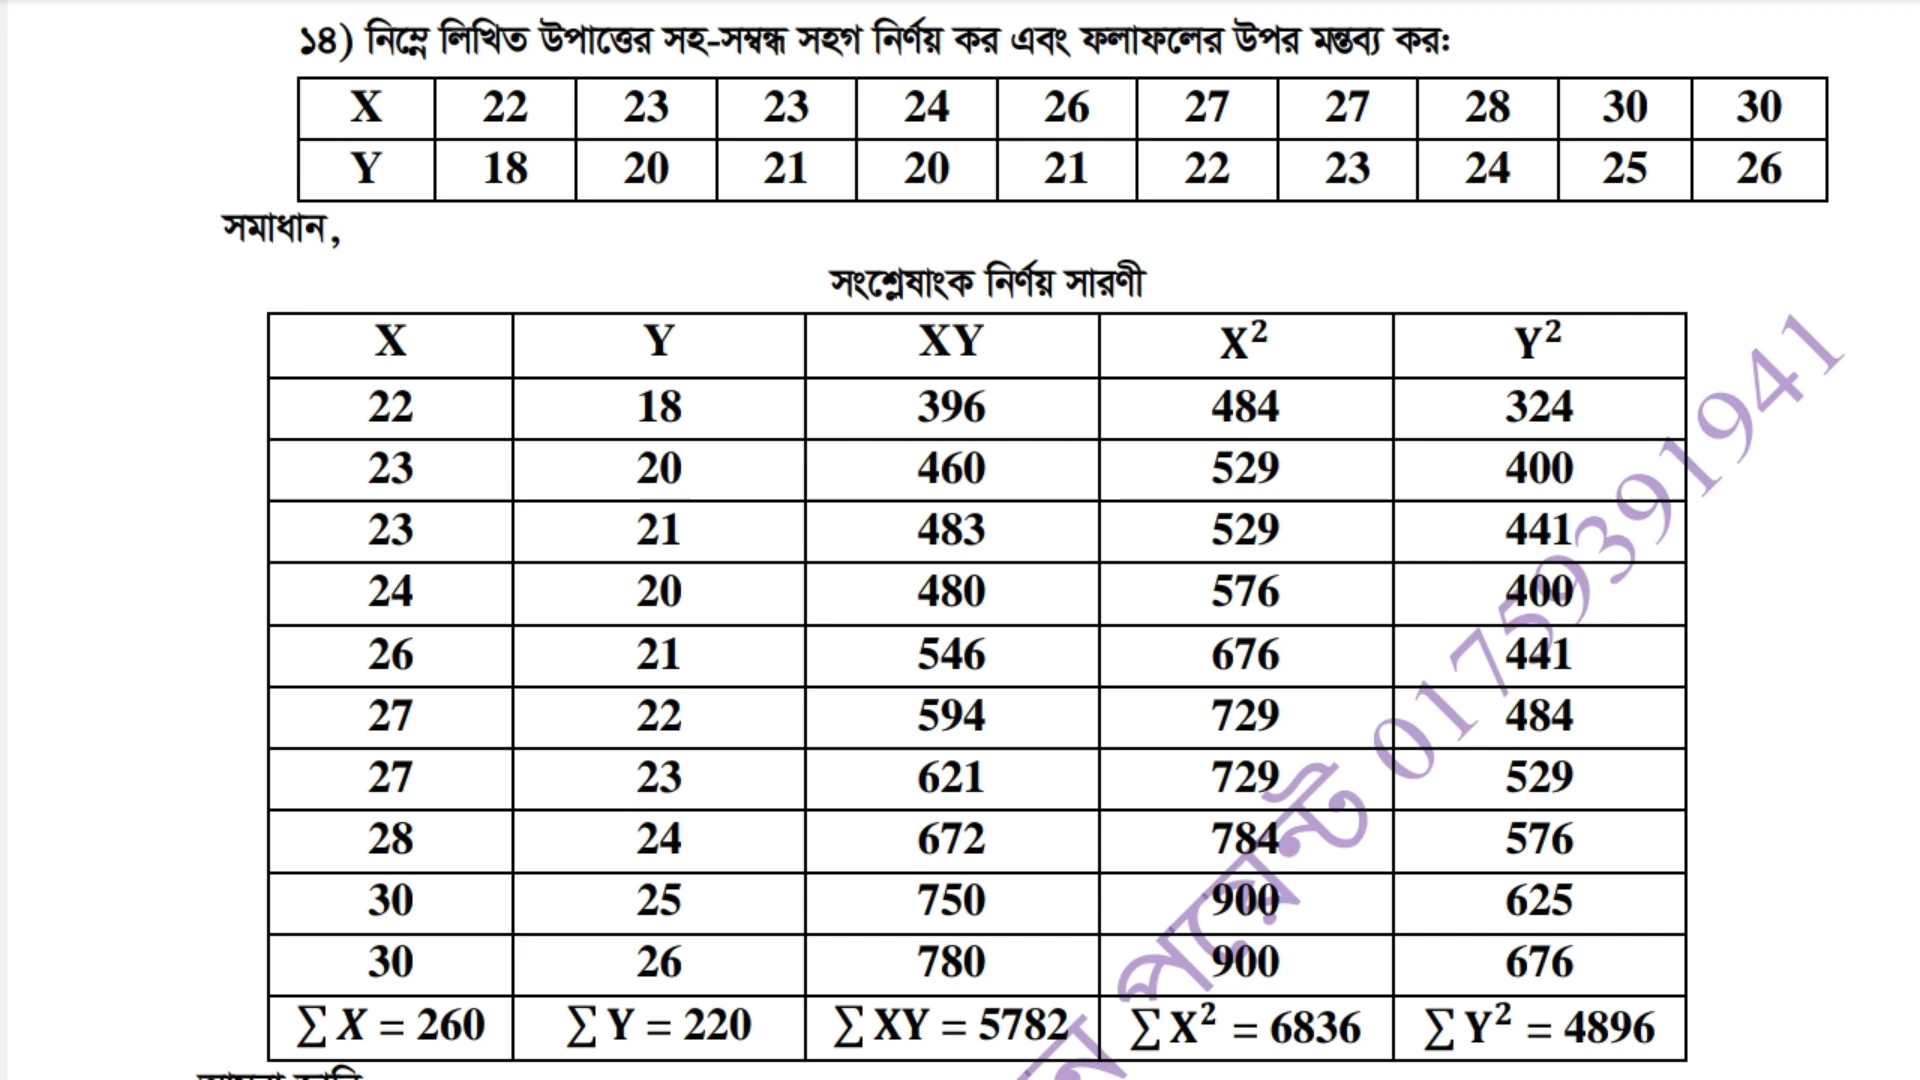 ১৪) নিম্নে লিখিত উপাত্তের সহ-সম্বন্ধ সহগ নির্ণয় কর এবং ফলাফলের উপর মন্তব্য কর:
X 22 23 23 24 26 27 27 28 30 30
Y 18 20 21 20 21 22 23 24 25 26
সমাধান,
সংশ্লেষাংক নির্ণয় সারণী
X Y XY X² Y²
22 18 396 484 324
23 20 460 529 400
23 21 483 529 441
24 20 480 576 400
26 21 546 676 441
27 22 594 729 484
27 23 621 729 529
28 24 672 784 576
30 25 750 900 625
30 26 780 900 676
∑ X = 260 ∑ Y = 220 ∑ XY = 5782 ∑ X² = 6836 ∑ Y² = 4896
পয়েন্ট 01759391941